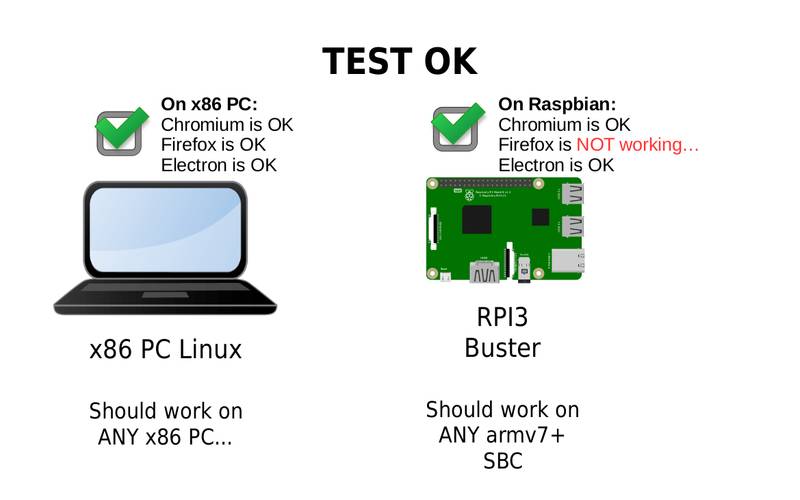 TEST OK
On x86 PC:
Chromium is OK
Firefox is OK
Electron is OK
x86 PC Linux
Should work on
ANY x86 PC...
On Raspbian:
Chromium is OK
Firefox is NOT working...
Electron is OK
RPI3
Buster
Should work on
ANY armv7+
SBC